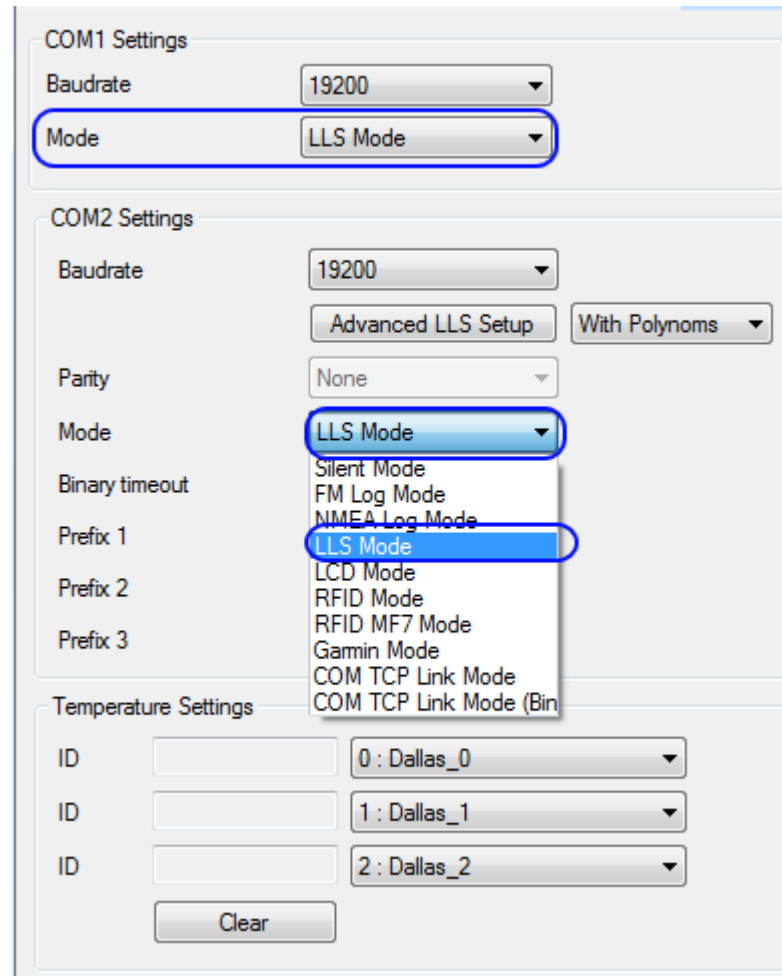 COM1 Settings
Baudrate 19200
Mode LLS Mode
COM2 Settings
Baudrate 19200
Advanced LLS Setup With Polynoms
Parity None
Mode LLS Mode
Binary timeout
Prefix 1
Prefix 2
Prefix 3
Silent Mode
FM Log Mode
NMEA Log Mode
LLS Mode
LCD Mode
RFID Mode
RFID MF7 Mode
Garmin Mode
COM TCP Link Mode
COM TCP Link Mode (Bin
Temperature Settings
ID 0 : Dallas_0
ID 1 : Dallas_1
ID 2 : Dallas_2
Clear